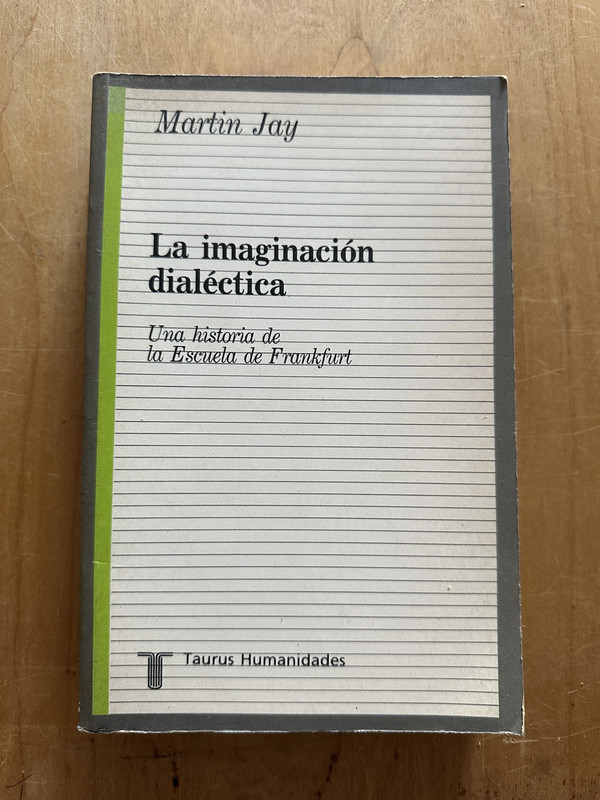 Martin Jay
La imaginación
dialéctica
Una historia de
la Escuela de Frankfurt
Taurus Humanidades